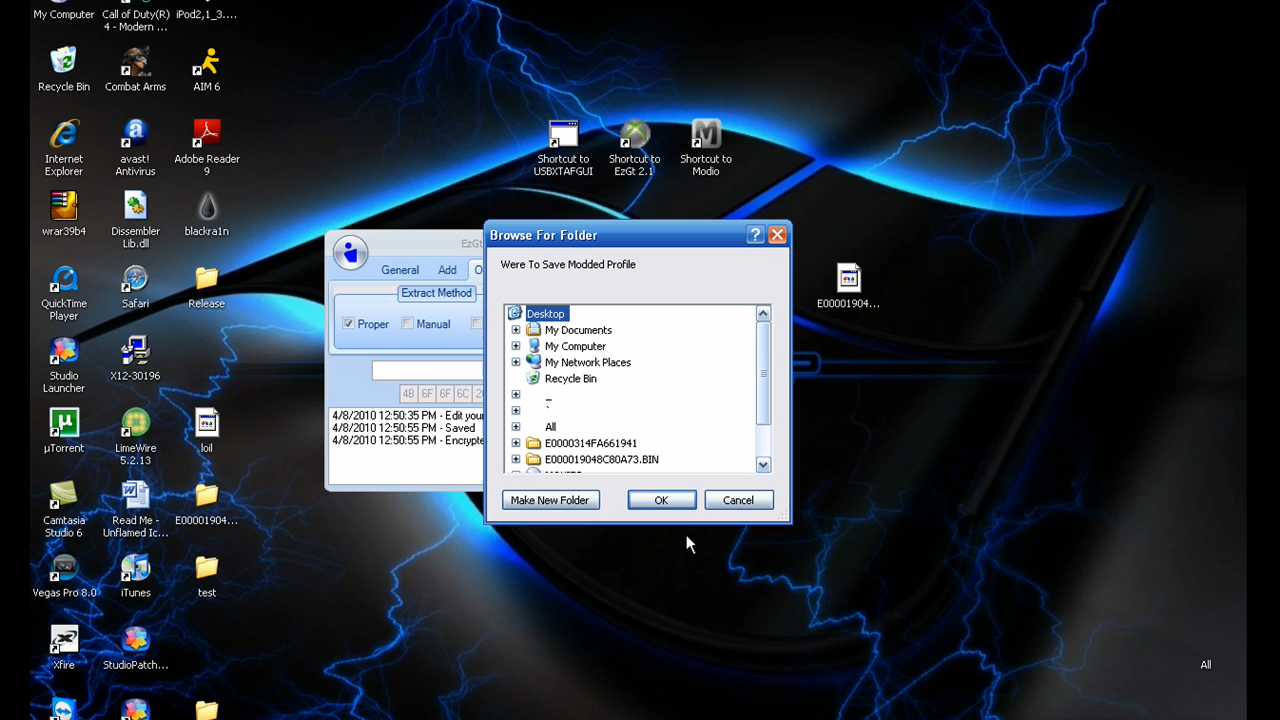 My Computer
Call of Duty(R)
4 - Modern ...
iPod2,1_3....
Recycle Bin
Combat Arms
AIM 6
Internet
Explorer
avast!
Antivirus
Adobe Reader
9
Shortcut to
USBXTAFGUI
Shortcut to
EzGt 2.1
Shortcut to
Modio
wrar39b4
Dissembler
Lib.dll
blackra1n
QuickTime
Player
Safari
Release
E00001904...
Studio
Launcher
X12-30196
µTorrent
LimeWire
5.2.13
loil
Camtasia
Studio 6
Read Me -
Unflamed Ic...
E00001904...
Vegas Pro 8.0
iTunes
test
Xfire
StudioPatch...
All
EzGt
General
Add
O
Extract Method
Proper
Manual
4B 6F 6F 6C 2
4/8/2010 12:50:35 PM - Edit your
4/8/2010 12:50:55 PM - Saved
4/8/2010 12:50:55 PM - Encrypte
Browse For Folder
Were To Save Modded Profile
Desktop
My Documents
My Computer
My Network Places
Recycle Bin
_
`
All
E0000314FA661941
E000019048C80A73.BIN
Make New Folder
OK
Cancel